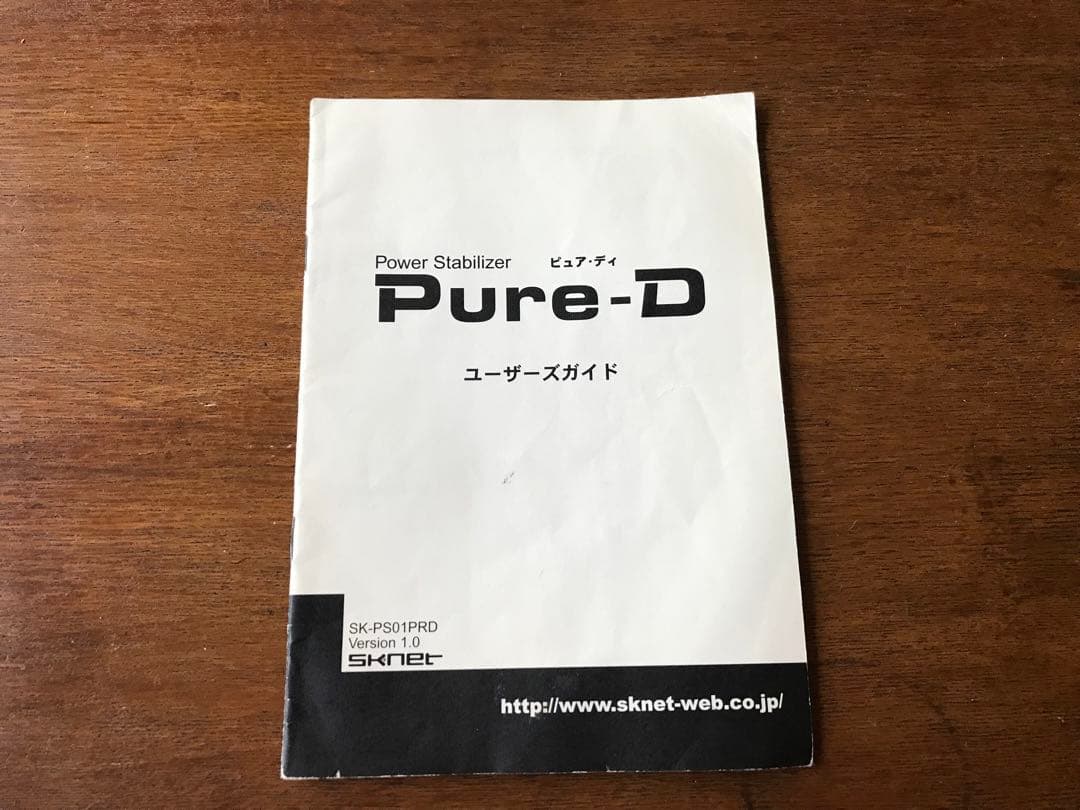 Power Stabilizer ピュア・ディ
Pure-D
ユーザーズガイド
SK-PS01PRD
Version 1.0
SKNET
http://www.sknet-web.co.jp/